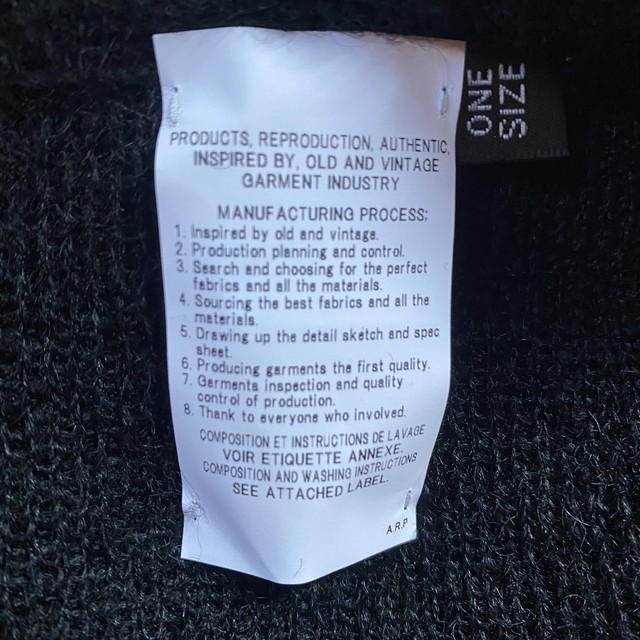 PRODUCTS, REPRODUCTION, AUTHENTIC,
INSPIRED BY, OLD AND VINTAGE
GARMENT INDUSTRY
MANUFACTURING PROCESS:
1. Inspired by old and vintage.
2. Production planning and control.
3. Search and choosing for the perfect
fabrics and all the materials.
4. Sourcing the best fabrics and all the
materials.
5. Drawing up the detail sketch and spec
sheet.
6. Producing garments the first quality.
7. Garments inspection and quality
control of production.
8. Thank to everyone who involved.
COMPOSITION ET INSTRUCTIONS DE LAVAGE
VOIR ETIQUETTE ANNEXE.
COMPOSITION AND WASHING INSTRUCTIONS
SEE ATTACHED LABEL.
A.R.P
ONE
SIZE